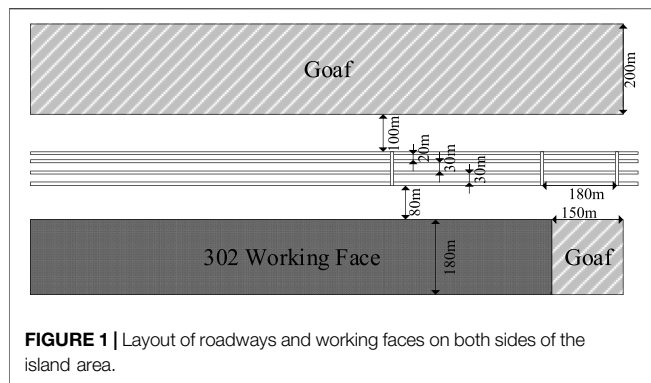 Goaf
200m
100m
20m
30m
30m
180m
80m
150m
302 Working Face
180m
Goaf
FIGURE 1 | Layout of roadways and working faces on both sides of the
island area.